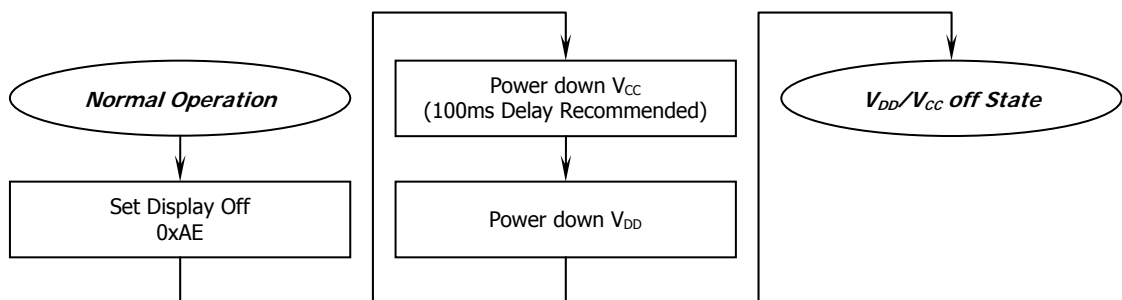 Normal Operation
Set Display Off
0xAE
Power down VCC
(100ms Delay Recommended)
Power down VDD
VDD/VCC off State